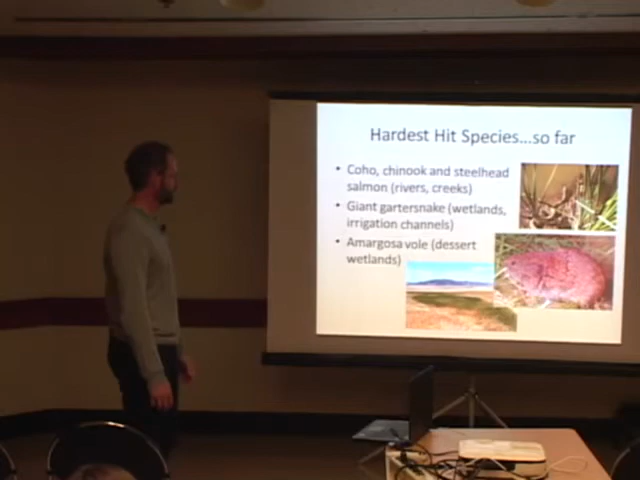 Hardest Hit Species...so far
• Coho, chinook and steelhead
salmon (rivers, creeks)
• Giant gartersnake (wetlands,
irrigation channels)
• Amargosa vole (dessert
wetlands)